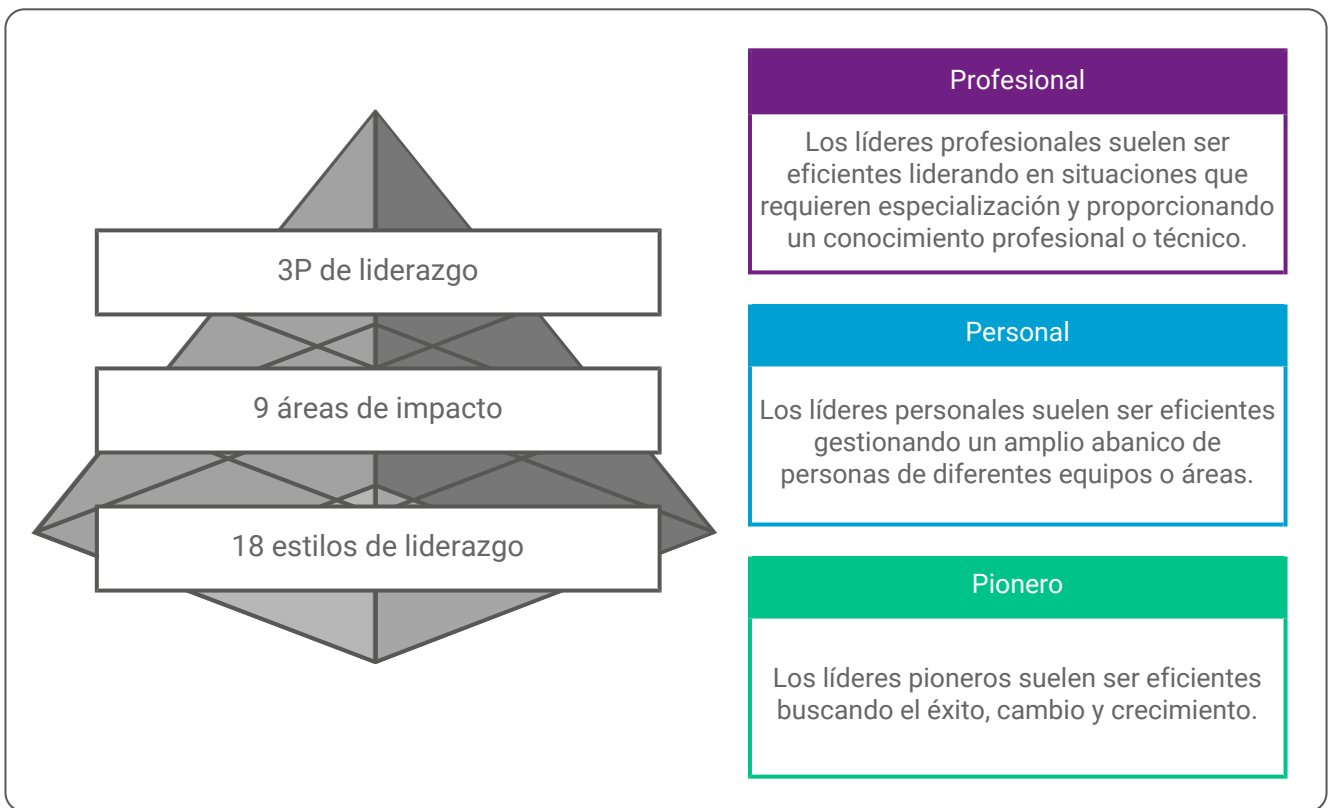 3P de liderazgo
9 áreas de impacto
18 estilos de liderazgo
Profesional
Los líderes profesionales suelen ser
eficientes liderando en situaciones que
requieren especialización y proporcionando
un conocimiento profesional o técnico.
Personal
Los líderes personales suelen ser eficientes
gestionando un amplio abanico de
personas de diferentes equipos o áreas.
Pionero
Los líderes pioneros suelen ser eficientes
buscando el éxito, cambio y crecimiento.